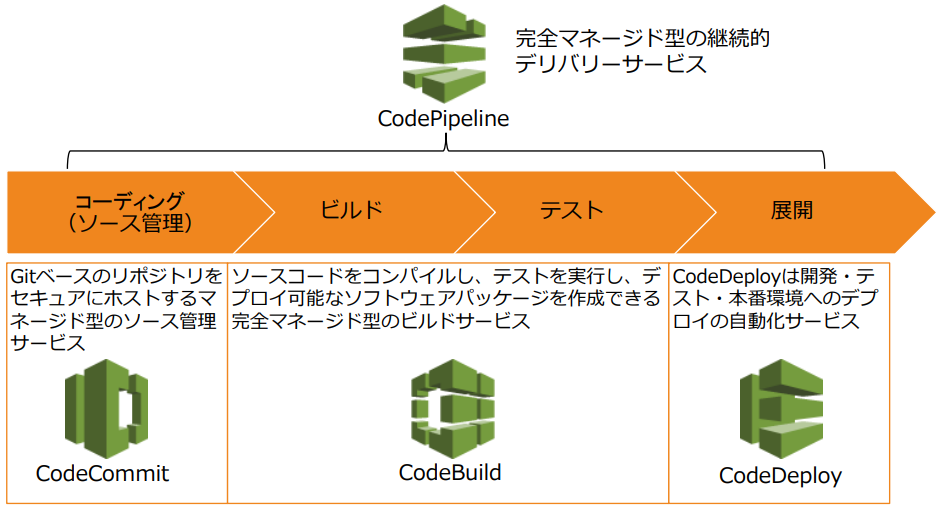 完全マネージド型の継続的
デリバリーサービス
CodePipeline
コーディング
（ソース管理）
ビルド
テスト
展開
Gitベースのリポジトリを
セキュアにホストするマ
ネージド型のソース管理
サービス
CodeCommit
ソースコードをコンパイルし、テストを実行し、デ
プロイ可能なソフトウェアパッケージを作成できる
完全マネージド型のビルドサービス
CodeBuild
CodeDeployは開発・テ
スト・本番環境へのデプ
ロイの自動化サービス
CodeDeploy